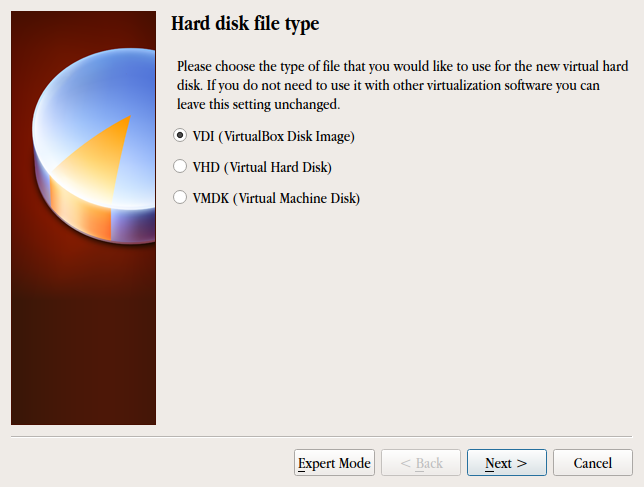 Hard disk file type
Please choose the type of file that you would like to use for the new virtual hard
disk. If you do not need to use it with other virtualization software you can
leave this setting unchanged.
VDI (VirtualBox Disk Image)
VHD (Virtual Hard Disk)
VMDK (Virtual Machine Disk)
Expert Mode
< Back
Next >
Cancel